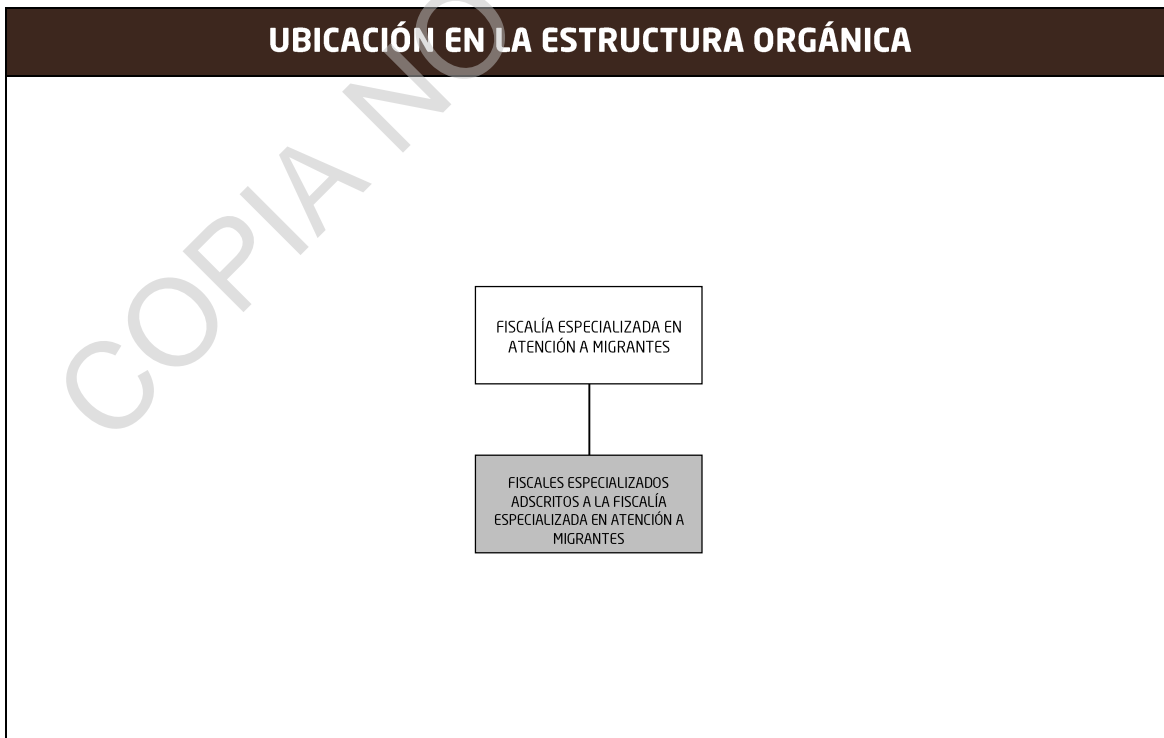 UBICACIÓN EN LA ESTRUCTURA ORGÁNICA
COPIA NO
FISCALÍA ESPECIALIZADA EN
ATENCIÓN A MIGRANTES
FISCALES ESPECIALIZADOS
ADSCRITOS A LA FISCALÍA
ESPECIALIZADA EN ATENCIÓN A
MIGRANTES